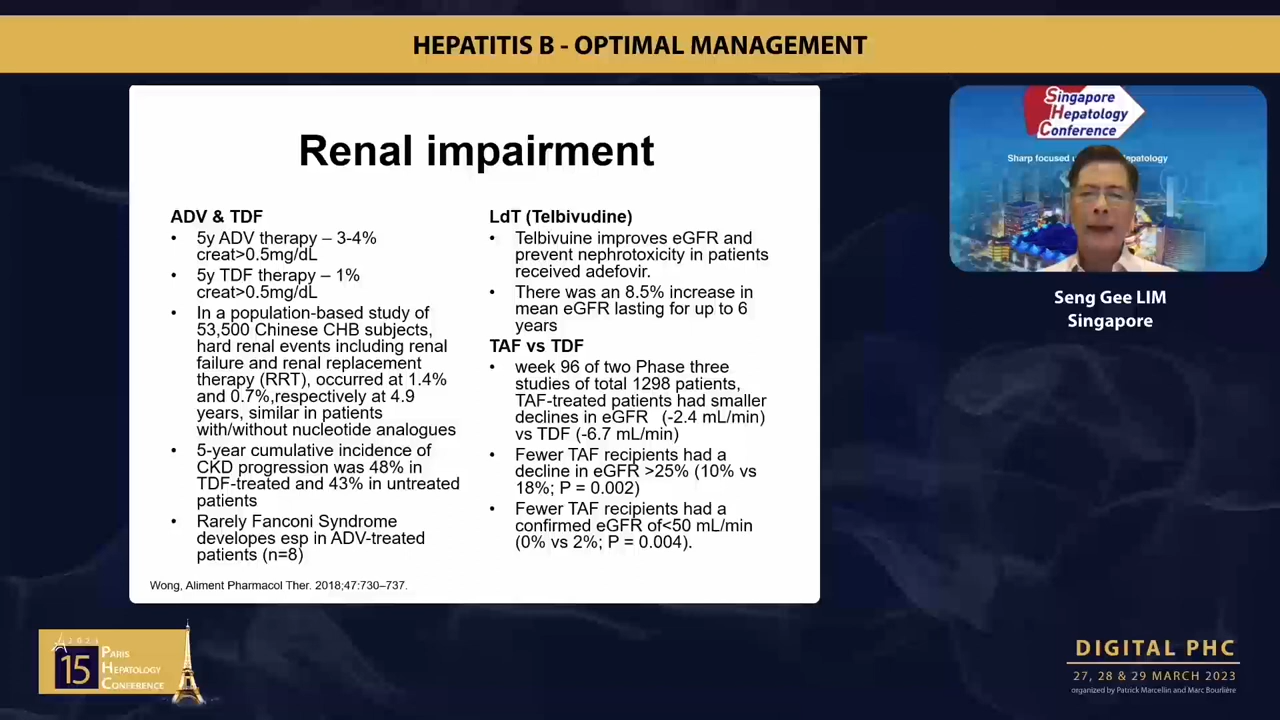 HEPATITIS B - OPTIMAL MANAGEMENT
Renal impairment
ADV & TDF
• 5y ADV therapy – 3-4%
creat>0.5mg/dL
• 5y TDF therapy – 1%
creat>0.5mg/dL
• In a population-based study of
53,500 Chinese CHB subjects,
hard renal events including renal
failure and renal replacement
therapy (RRT), occurred at 1.4%
and 0.7%,respectively at 4.9
years, similar in patients
with/without nucleotide analogues
• 5-year cumulative incidence of
CKD progression was 48% in
TDF-treated and 43% in untreated
patients
• Rarely Fanconi Syndrome
developes esp in ADV-treated
patients (n=8)
LdT (Telbivudine)
• Telbivuine improves eGFR and
prevent nephrotoxicity in patients
received adefovir.
• There was an 8.5% increase in
mean eGFR lasting for up to 6
years
TAF vs TDF
• week 96 of two Phase three
studies of total 1298 patients,
TAF-treated patients had smaller
declines in eGFR (-2.4 mL/min)
vs TDF (-6.7 mL/min)
• Fewer TAF recipients had a
decline in eGFR >25% (10% vs
18%; P = 0.002)
• Fewer TAF recipients had a
confirmed eGFR of<50 mL/min
(0% vs 2%; P = 0.004).
Wong, Aliment Pharmacol Ther. 2018;47:730–737.
Singapore
Hepatology
Conference
Sharp focused
Seng Gee LIM
Singapore
15
PARIS
HEPATOLOGY
CONFERENCE
DIGITAL PHC
27, 28 & 29 MARCH 2023
organized by Patrick Marcellin and Marc Bourlière